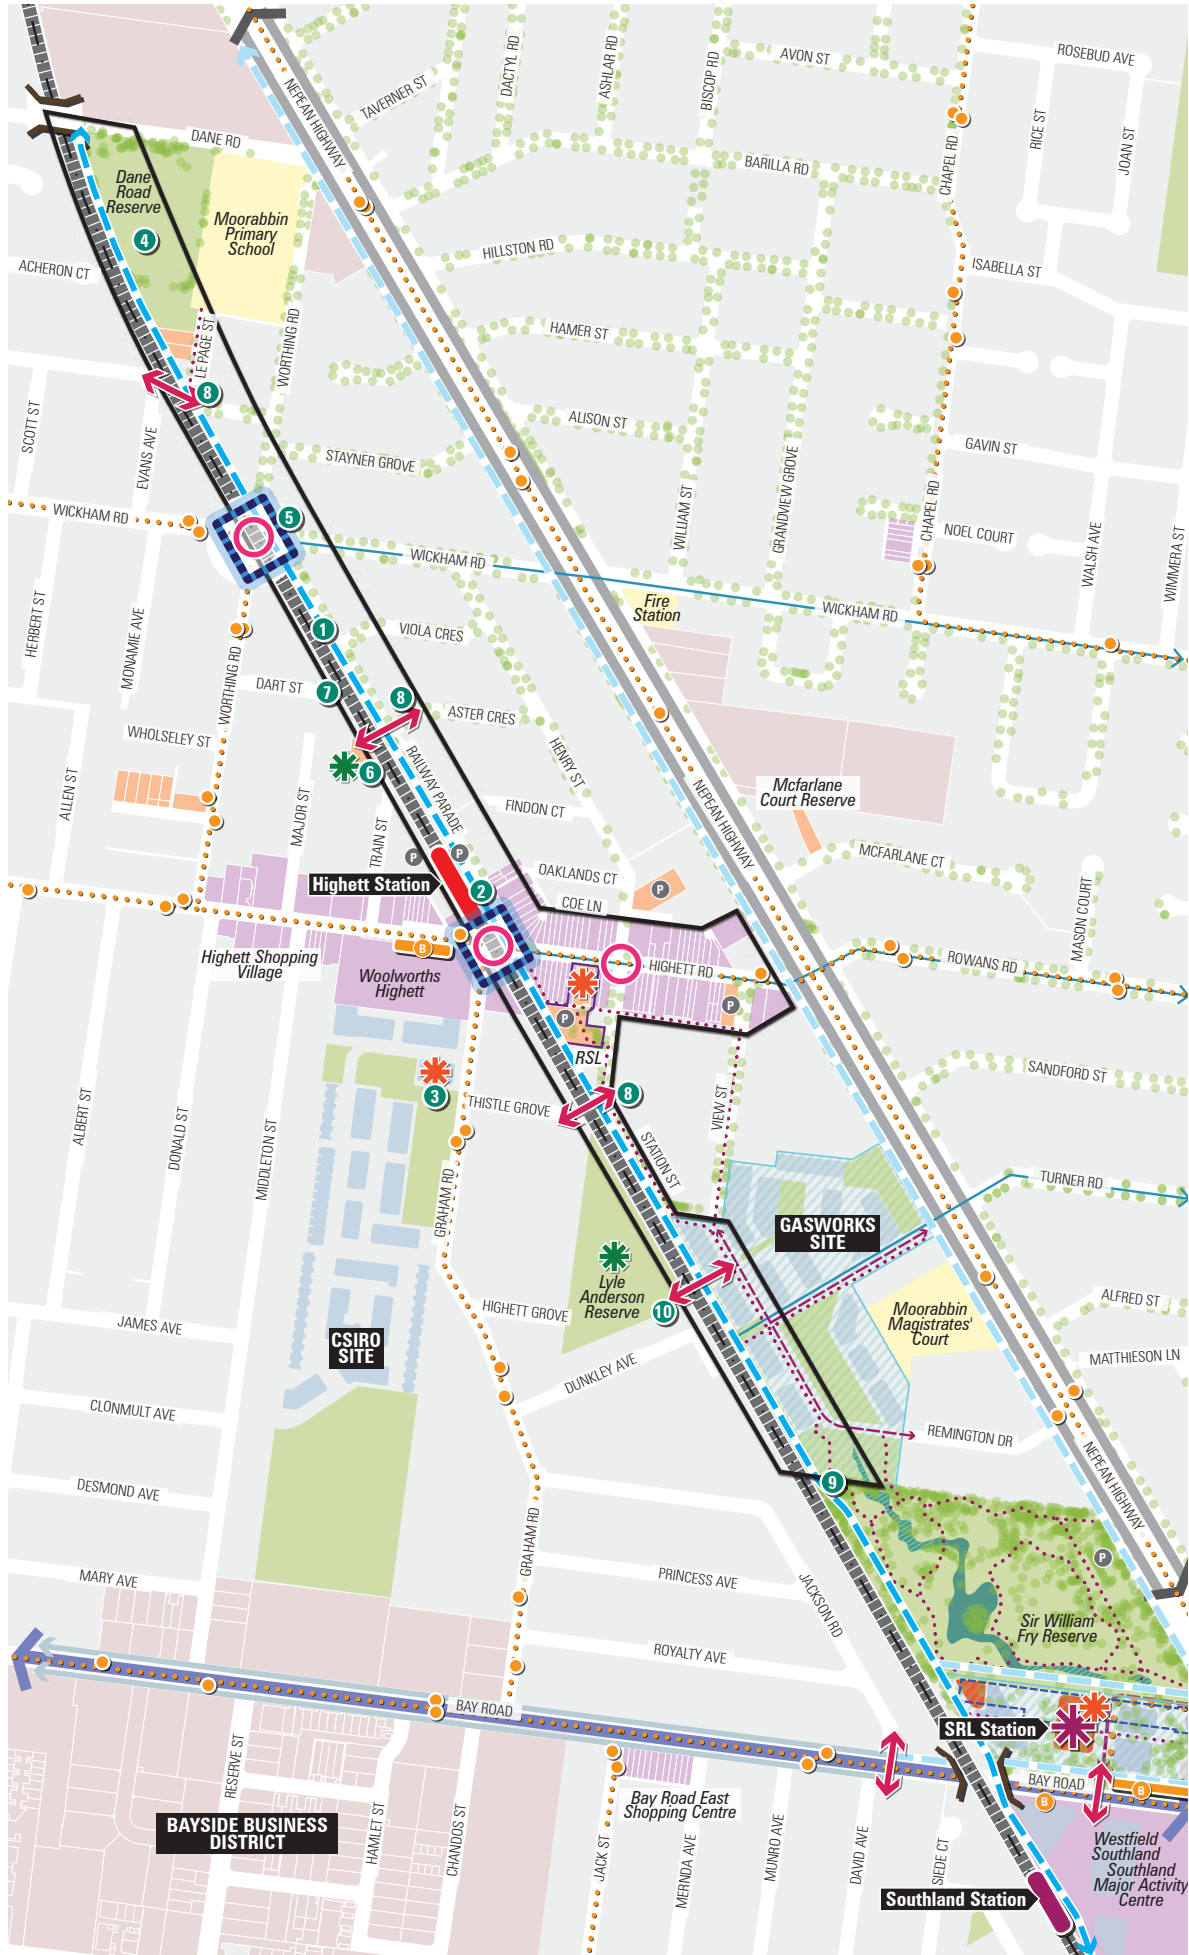 NEPEAN HIGHWAY
TAVERNER ST
DACTYL RD
ASHLAR RD
BISCOP RD
AVON ST
ROSEBUD AVE
RICE ST
JOAN ST
CHAPEL RD
DANE RD
BARILLA RD
Dane
Road
Reserve
4
Moorabbin
Primary
School
ACHERON CT
HILLSTON RD
ISABELLA ST
HAMER ST
LE PAGE ST
WORTHING RD
8
SCOTT ST
EVANS AVE
ALISON ST
STAYNER GROVE
GAVIN ST
WILLIAM ST
GRANDVIEW GROVE
CHAPEL RD
NOEL COURT
WALSH AVE
WIMMERA ST
WICKHAM RD
5
WICKHAM RD
WICKHAM RD
Fire
Station
HERBERT ST
MONAMIE AVE
WORTHING RD
1
VIOLA CRES
DART ST
7
8
ASTER CRES
WHOLSELEY ST
6
RAILWAY PARADE
HENRY ST
NEPEAN HIGHWAY
Mcfarlane
Court Reserve
ALLEN ST
MAJOR ST
TRAIN ST
FINDON CT
MCFARLANE CT
P
P
Highett Station
2
OAKLANDS CT
P
COE LN
MASON COURT
B
Highett Shopping
Village
Woolworths
Highett
HIGHETT RD
ROWANS RD
P
P
RSL
3
THISTLE GROVE
8
VIEW ST
STATION ST
SANDFORD ST
ALBERT ST
DONALD ST
MIDDLETON ST
GRAHAM RD
TURNER RD
GASWORKS
SITE
Lyle
Anderson
Reserve
10
HIGHETT GROVE
ALFRED ST
Moorabbin
Magistrates'
Court
JAMES AVE
CSIRO
SITE
DUNKLEY AVE
MATTHIESON LN
CLONMULT AVE
REMINGTON DR
DESMOND AVE
9
NEPEAN HIGHWAY
GRAHAM RD
P
MARY AVE
PRINCESS AVE
JACKSON RD
Sir William
Fry Reserve
ROYALTY AVE
BAY ROAD
SRL Station
BAY ROAD
B
B
RESERVE ST
Bay Road East
Shopping Centre
BAYSIDE BUSINESS
DISTRICT
HAMLET ST
CHANDOS ST
JACK ST
MERNDA AVE
MUNRO AVE
DAVID AVE
SIEDE CT
Westfield
Southland
Southland
Major Activity
Centre
Southland Station